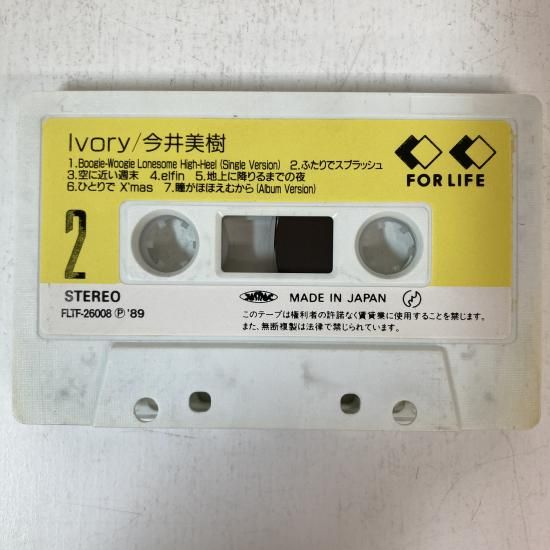 Ivory/今井美樹
1.Boogie-Woogie Lonesome High-Heel (Single Version) 2.ふたりでスプラッシュ
3.空に近い週末 4.elfin 5.地上に降りるまでの夜
6.ひとりで X'mas 7.瞳がほほえむから(Album Version)
FOR LIFE
2
STEREO
MADE IN JAPAN
FLTF-26008 Ⓟ '89
このテープは権利者の許諾なく賃貸業に使用することを禁じます。
また、無断複製は法律で禁じられています。